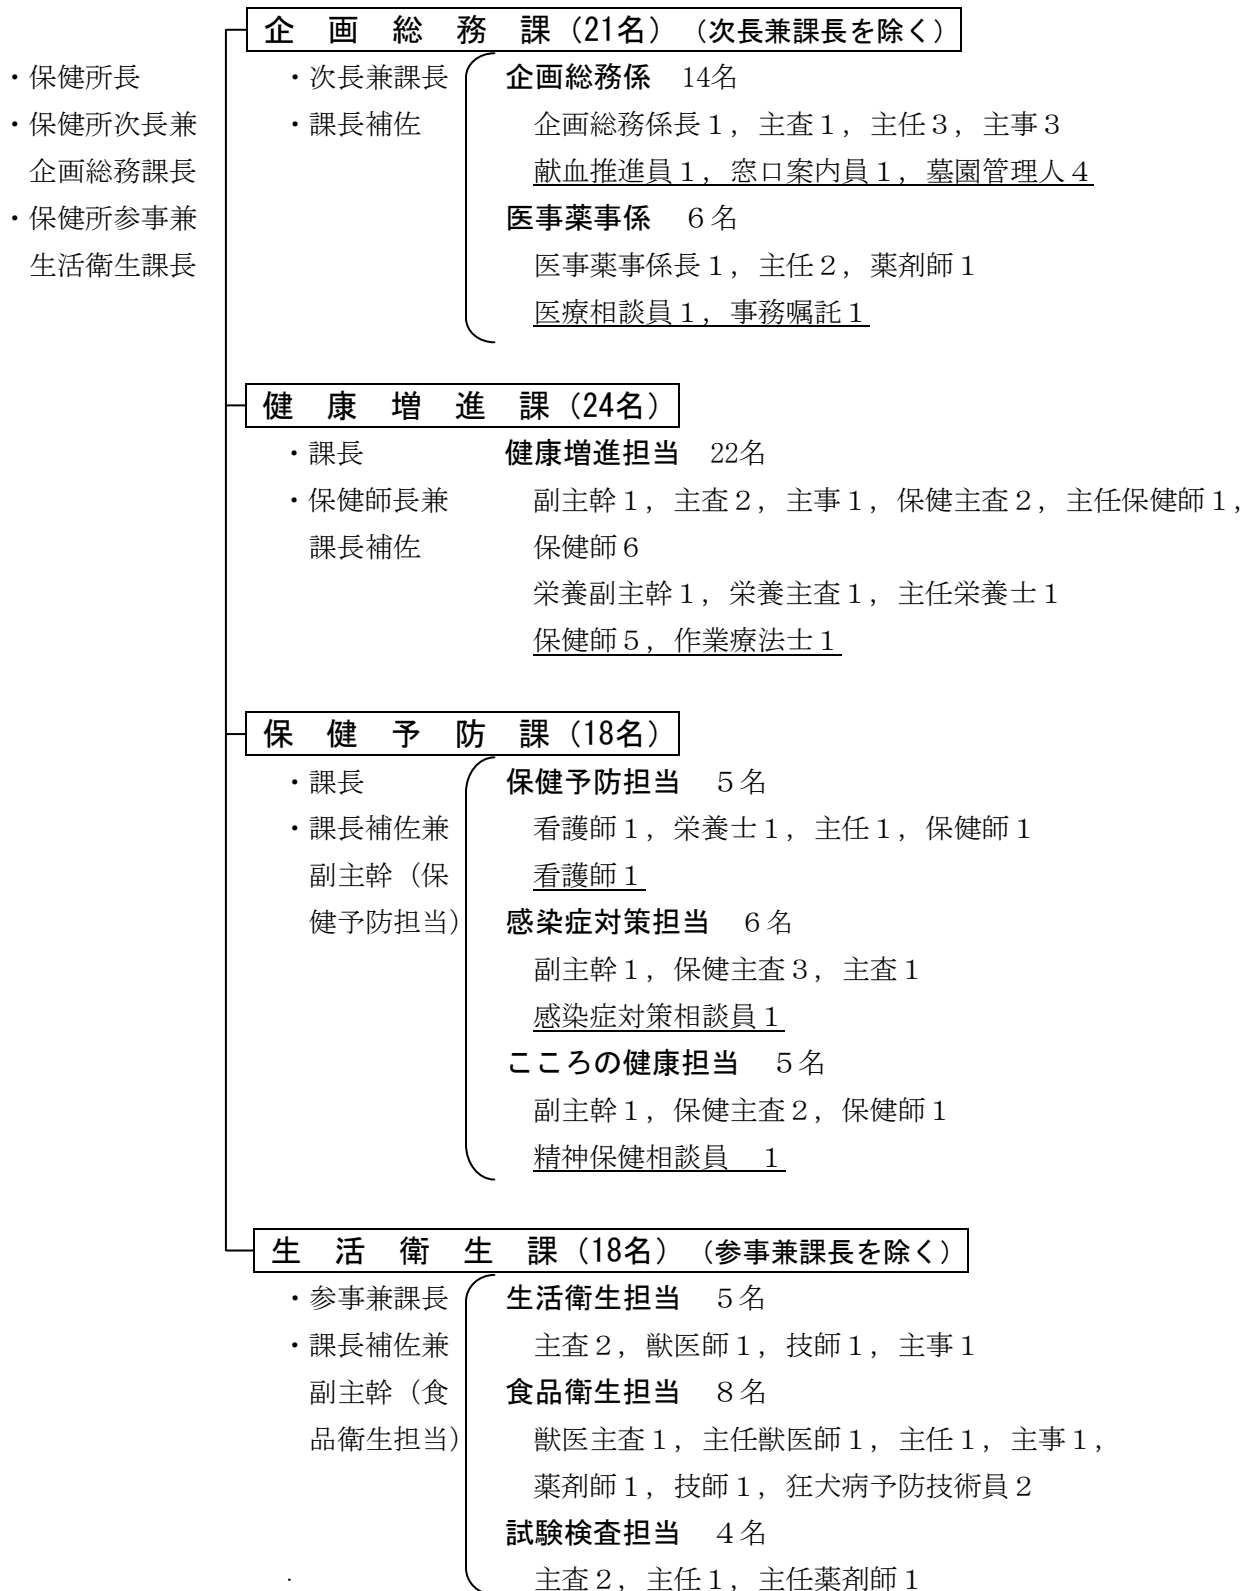 企画総務課（21名）（次長兼課長を除く）
・保健所長
・保健所次長兼
企画総務課長
・保健所参事兼
生活衛生課長
・次長兼課長
・課長補佐
企画総務係　14名
企画総務係長１，主査１，主任３，主事３
献血推進員１，窓口案内員１，墓園管理人４
医事薬事係　６名
医事薬事係長１，主任２，薬剤師１
医療相談員１，事務嘱託１
健康増進課（24名）
・課長
・保健師長兼
課長補佐
健康増進担当　22名
副主幹１，主査２，主事１，保健主査２，主任保健師１，
保健師６
栄養副主幹１，栄養主査１，主任栄養士１
保健師５，作業療法士１
保健予防課（18名）
・課長
・課長補佐兼
副主幹（保
健予防担当）
保健予防担当　５名
看護師１，栄養士１，主任１，保健師１
看護師１
感染症対策担当　６名
副主幹１，保健主査３，主査１
感染症対策相談員１
こころの健康担当　５名
副主幹１，保健主査２，保健師１
精神保健相談員　１
生活衛生課（18名）（参事兼課長を除く）
・参事兼課長
・課長補佐兼
副主幹（食
品衛生担当）
生活衛生担当　５名
主査２，獣医師１，技師１，主事１
食品衛生担当　８名
獣医主査１，主任獣医師１，主任１，主事１，
薬剤師１，技師１，狂犬病予防技術員２
試験検査担当　４名
主査２，主任１，主任薬剤師１